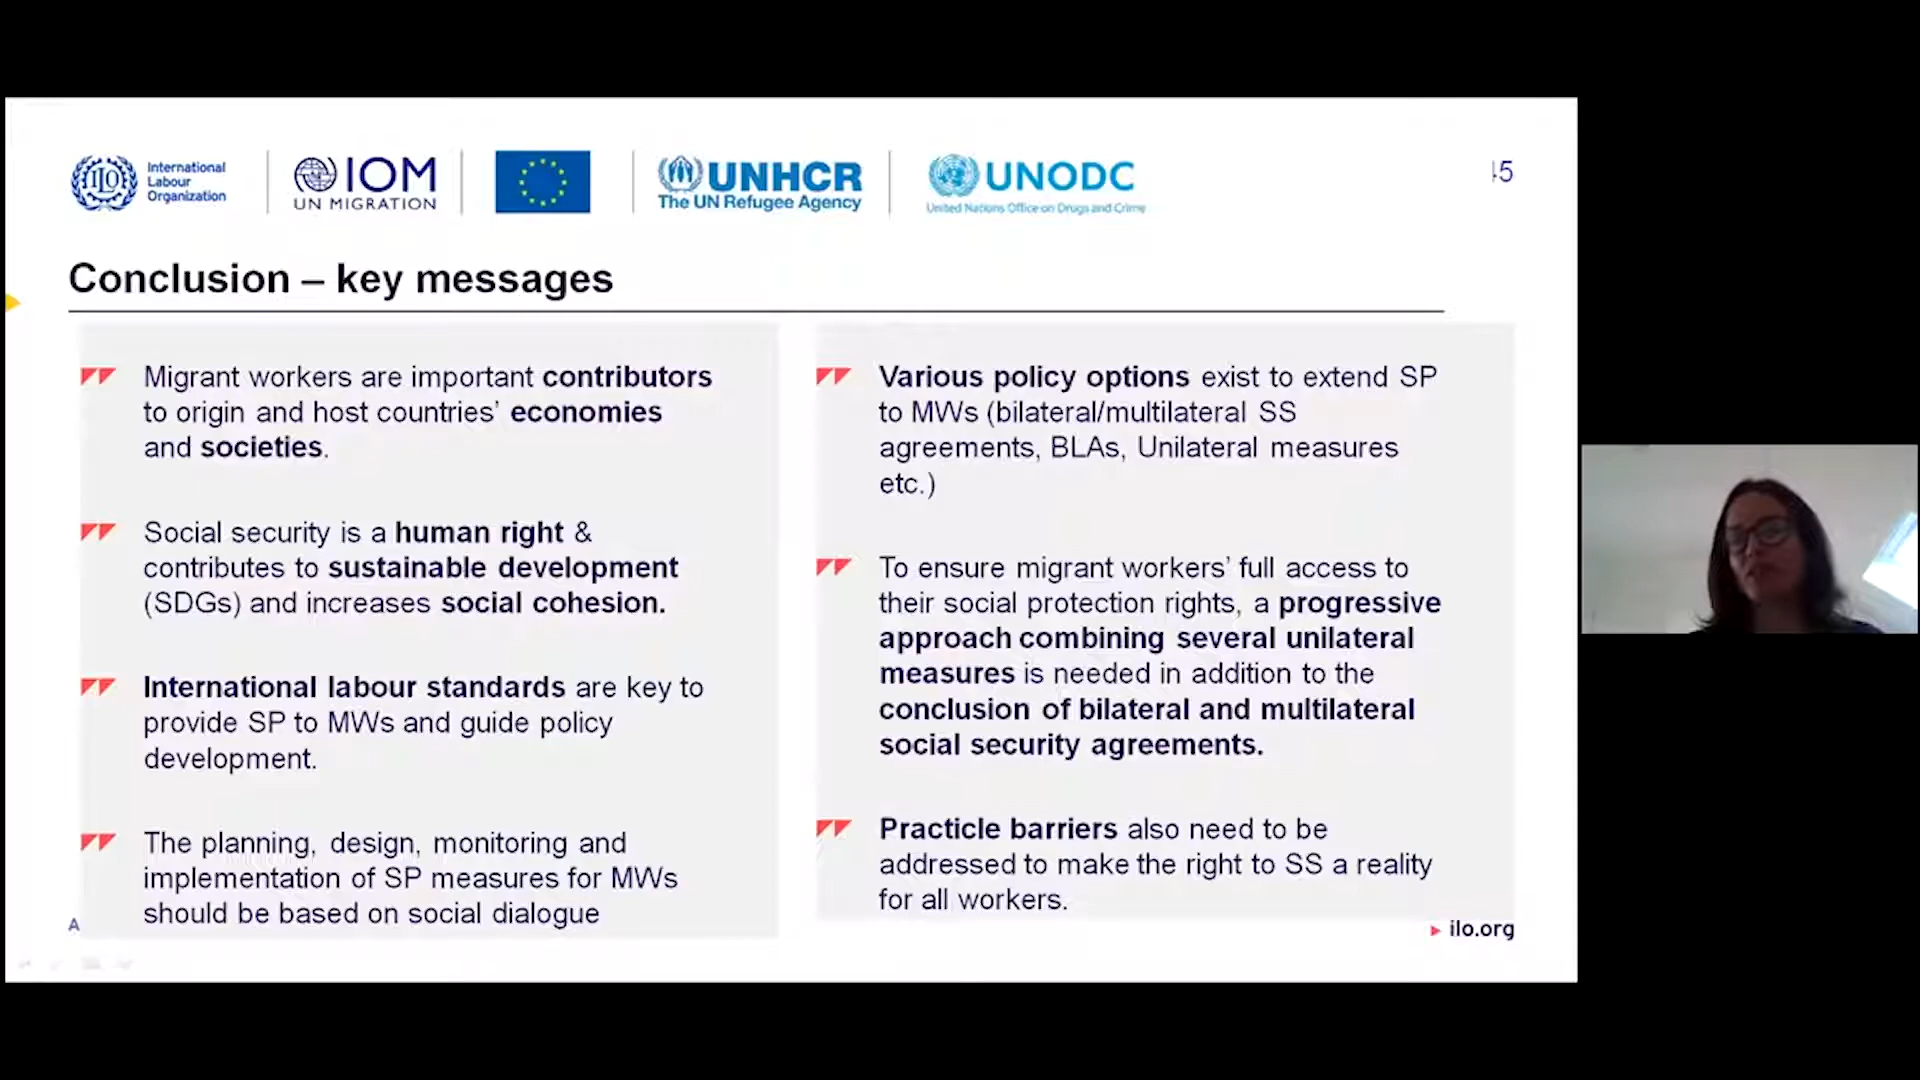 International
Labour
Organization
IOM
UN MIGRATION
UNHCR
The UN Refugee Agency
UNODC
United Nations Office on Drugs and Crime
45
Conclusion – key messages
Migrant workers are important contributors
to origin and host countries’ economies
and societies.
Social security is a human right &
contributes to sustainable development
(SDGs) and increases social cohesion.
International labour standards are key to
provide SP to MWs and guide policy
development.
The planning, design, monitoring and
implementation of SP measures for MWs
should be based on social dialogue
Various policy options exist to extend SP
to MWs (bilateral/multilateral SS
agreements, BLAs, Unilateral measures
etc.)
To ensure migrant workers’ full access to
their social protection rights, a progressive
approach combining several unilateral
measures is needed in addition to the
conclusion of bilateral and multilateral
social security agreements.
Practicle barriers also need to be
addressed to make the right to SS a reality
for all workers.
A
ilo.org